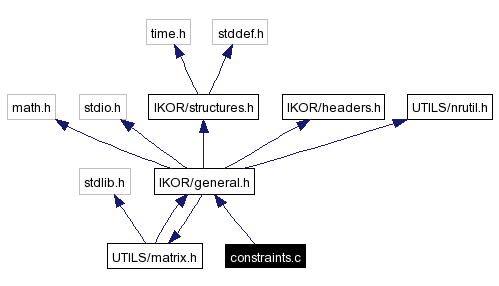 time.h
stddef.h
math.h
stdio.h
IKOR/structures.h
IKOR/headers.h
UTILS/nrutil.h
stdlib.h
IKOR/general.h
UTILS/matrix.h
constraints.c